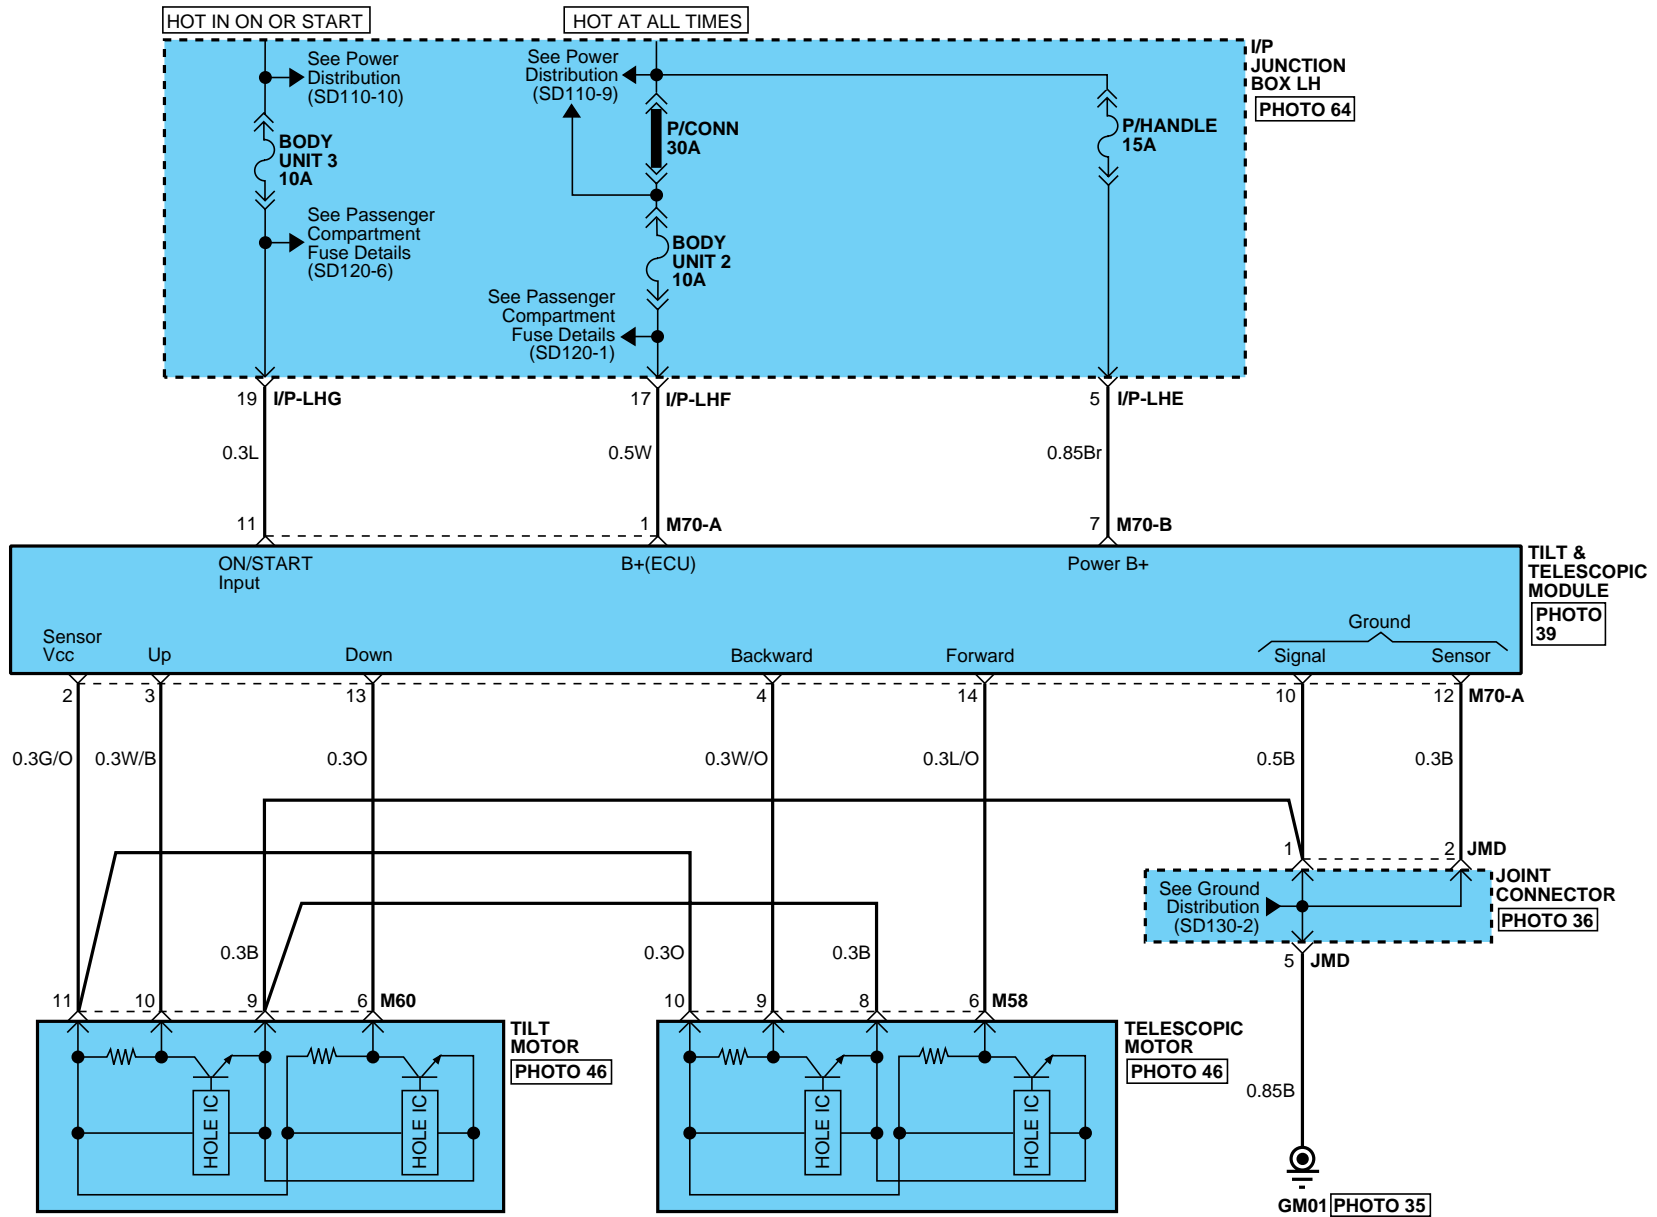 HOT IN ON OR START
HOT AT ALL TIMES
I/P
JUNCTION
BOX LH
PHOTO 64
See Power
Distribution
(SD110-10)
See Power
Distribution
(SD110-9)
BODY
UNIT 3
10A
P/CONN
30A
P/HANDLE
15A
See Passenger
Compartment
Fuse Details
(SD120-6)
BODY
UNIT 2
10A
See Passenger
Compartment
Fuse Details
(SD120-1)
19 I/P-LHG
17 I/P-LHF
5 I/P-LHE
0.3L
0.5W
0.85Br
11
1 M70-A
7 M70-B
ON/START
Input
B+(ECU)
Power B+
TILT &
TELESCOPIC
MODULE
PHOTO
39
Ground
Sensor
Vcc
Up
Down
Backward
Forward
Signal
Sensor
2
3
13
4
14
10
12 M70-A
0.3G/O
0.3W/B
0.3O
0.3W/O
0.3L/O
0.5B
0.3B
1
2 JMD
JOINT
CONNECTOR
PHOTO 36
See Ground
Distribution
(SD130-2)
0.3B
0.3O
0.3B
5 JMD
11
10
9
6 M60
10
9
8
6 M58
TILT
MOTOR
PHOTO 46
TELESCOPIC
MOTOR
PHOTO 46
HOLE IC
HOLE IC
HOLE IC
HOLE IC
0.85B
GM01 PHOTO 35